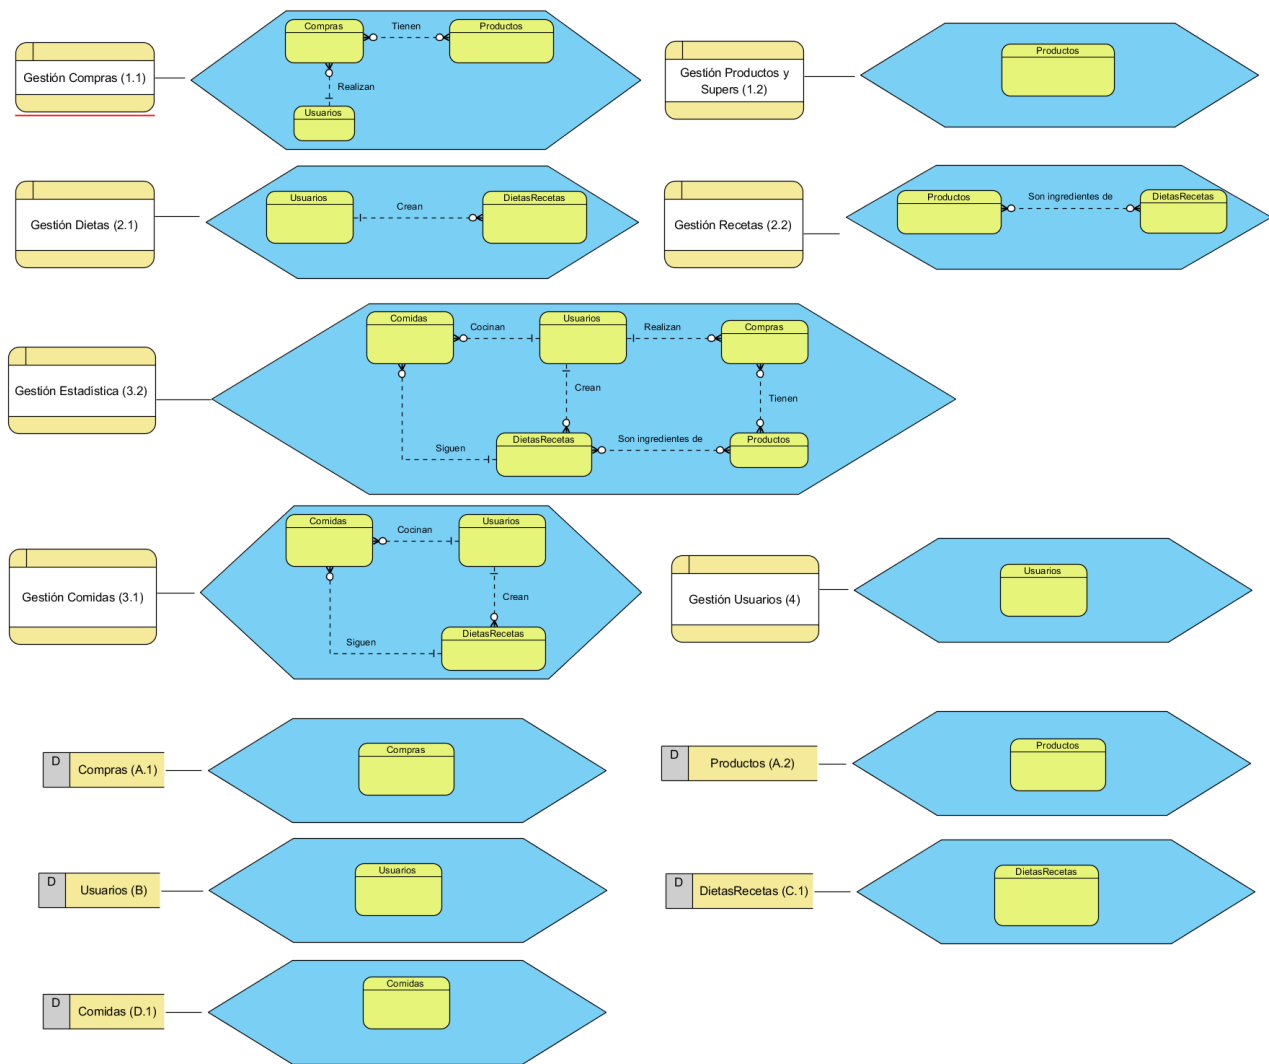 Compras
Tienen
Productos
Gestión Compras (1.1)
Realizan
Usuarios
Productos
Gestión Productos y
Supers (1.2)
Usuarios
Crean
DietasRecetas
Gestión Dietas (2.1)
Productos
Son ingredientes de
DietasRecetas
Gestión Recetas (2.2)
Comidas
Cocinan
Usuarios
Realizan
Compras
Gestión Estadística (3.2)
Crean
Tienen
Siguen
DietasRecetas
Son ingredientes de
Productos
Comidas
Cocinan
Usuarios
Gestión Comidas (3.1)
Crean
Siguen
DietasRecetas
Usuarios
Gestión Usuarios (4)
D
Compras (A.1)
Compras
D
Productos (A.2)
Productos
D
Usuarios (B)
Usuarios
D
DietasRecetas (C.1)
DietasRecetas
D
Comidas (D.1)
Comidas